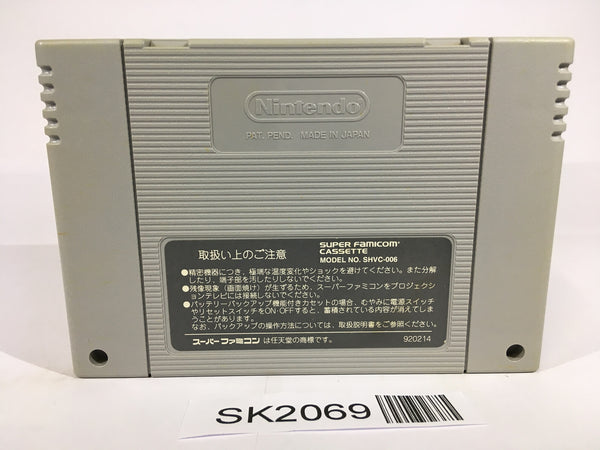 Nintendo
PAT. PEND. MADE IN JAPAN
取扱い上のご注意
SUPER FAMICOM
CASSETTE
MODEL NO. SHVC-006
●精密機器につき、極端な温度変化やショックを避けてください。また分解
したり、端子部を汚したりしないでください。
●残像現象(画面焼け)が生ずるため、スーパーファミコンをプロジェクシ
ョンテレビには接続しないでください。
●バッテリーバックアップ機能付きカセットの場合、むやみに電源スイッチ
やリセットスイッチをON・OFFすると、蓄積されている内容が消えてしま
うことがあります。
なお、バックアップの操作方法については、取扱説明書をご参照ください。
スーパーファミコン は任天堂の商標です。
920214
SK2069